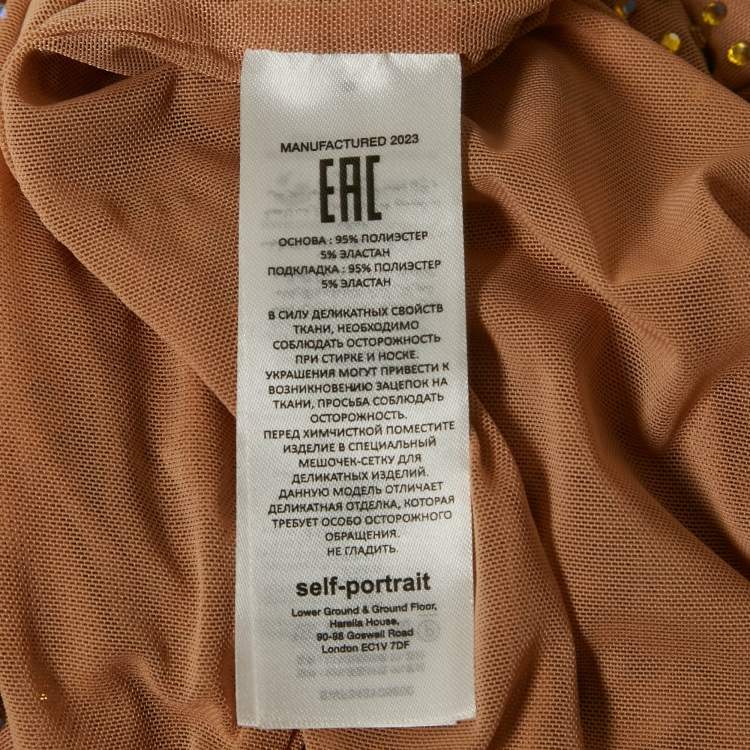 MANUFACTURED 2023
EAC
ОСНОВА : 95% ПОЛИЭСТЕР
5% ЭЛАСТАН
ПОДКЛАДКА : 95% ПОЛИЭСТЕР
5% ЭЛАСТАН
В СИЛУ ДЕЛИКАТНЫХ СВОЙСТВ
ТКАНИ, НЕОБХОДИМО
СОБЛЮДАТЬ ОСТОРОЖНОСТЬ
ПРИ СТИРКЕ И НОСКЕ.
УКРАШЕНИЯ МОГУТ ПРИВЕСТИ К
ВОЗНИКНОВЕНИЮ ЗАЦЕПОК НА
ТКАНИ, ПРОСЬБА СОБЛЮДАТЬ
ОСТОРОЖНОСТЬ.
ПЕРЕД ХИМЧИСТКОЙ ПОМЕСТИТЕ
ИЗДЕЛИЕ В СПЕЦИАЛЬНЫЙ
МЕШОЧЕК-СЕТКУ ДЛЯ
ДЕЛИКАТНЫХ ИЗДЕЛИЙ.
ДАННУЮ МОДЕЛЬ ОТЛИЧАЕТ
ДЕЛИКАТНАЯ ОТДЕЛКА, КОТОРАЯ
ТРЕБУЕТ ОСОБО ОСТОРОЖНОГО
ОБРАЩЕНИЯ.
НЕ ГЛАДИТЬ.
self-portrait
Lower Ground & Ground Floor,
Harella House,
90-98 Goswell Road
London EC1V 7DF